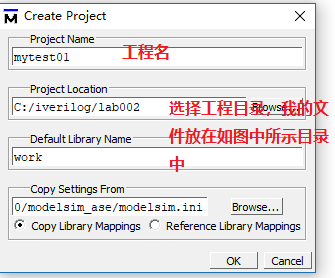 Create Project
Project Name
mytest01
工程名
Project Location
C:/iverilog/lab002
Browse...
选择工程目录，我的文
件放在如图中所示目录
中
Default Library Name
work
Copy Settings From
0/modelsim_ase/modelsim.ini
Browse...
Copy Library Mappings
Reference Library Mappings
OK
Cancel